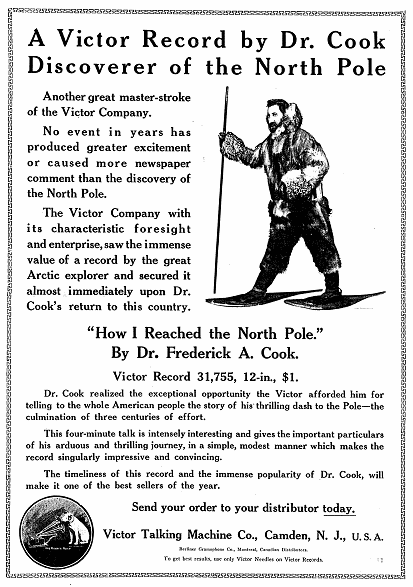 A Victor Record by Dr. Cook
Discoverer of the North Pole
Another great master-stroke
of the Victor Company.
No event in years has
produced greater excitement
or caused more newspaper
comment than the discovery of
the North Pole.
The Victor Company with
its characteristic foresight
and enterprise, saw the immense
value of a record by the great
Arctic explorer and secured it
almost immediately upon Dr.
Cook's return to this country.
"How I Reached the North Pole."
By Dr. Frederick A. Cook.
Victor Record 31,755, 12-in., $1.
Dr. Cook realized the exceptional opportunity the Victor afforded him for
telling to the whole American people the story of his thrilling dash to the Pole—the
culmination of three centuries of effort.
This four-minute talk is intensely interesting and gives the important particulars
of his arduous and thrilling journey, in a simple, modest manner which makes the
record singularly impressive and convincing.
The timeliness of this record and the immense popularity of Dr. Cook, will
make it one of the best sellers of the year.
Send your order to your distributor today.
Victor Talking Machine Co., Camden, N. J., U. S. A.
Berliner Gramophone Co., Montreal, Canadian Distributors.
To get best results, use only Victor Needles on Victor Records.